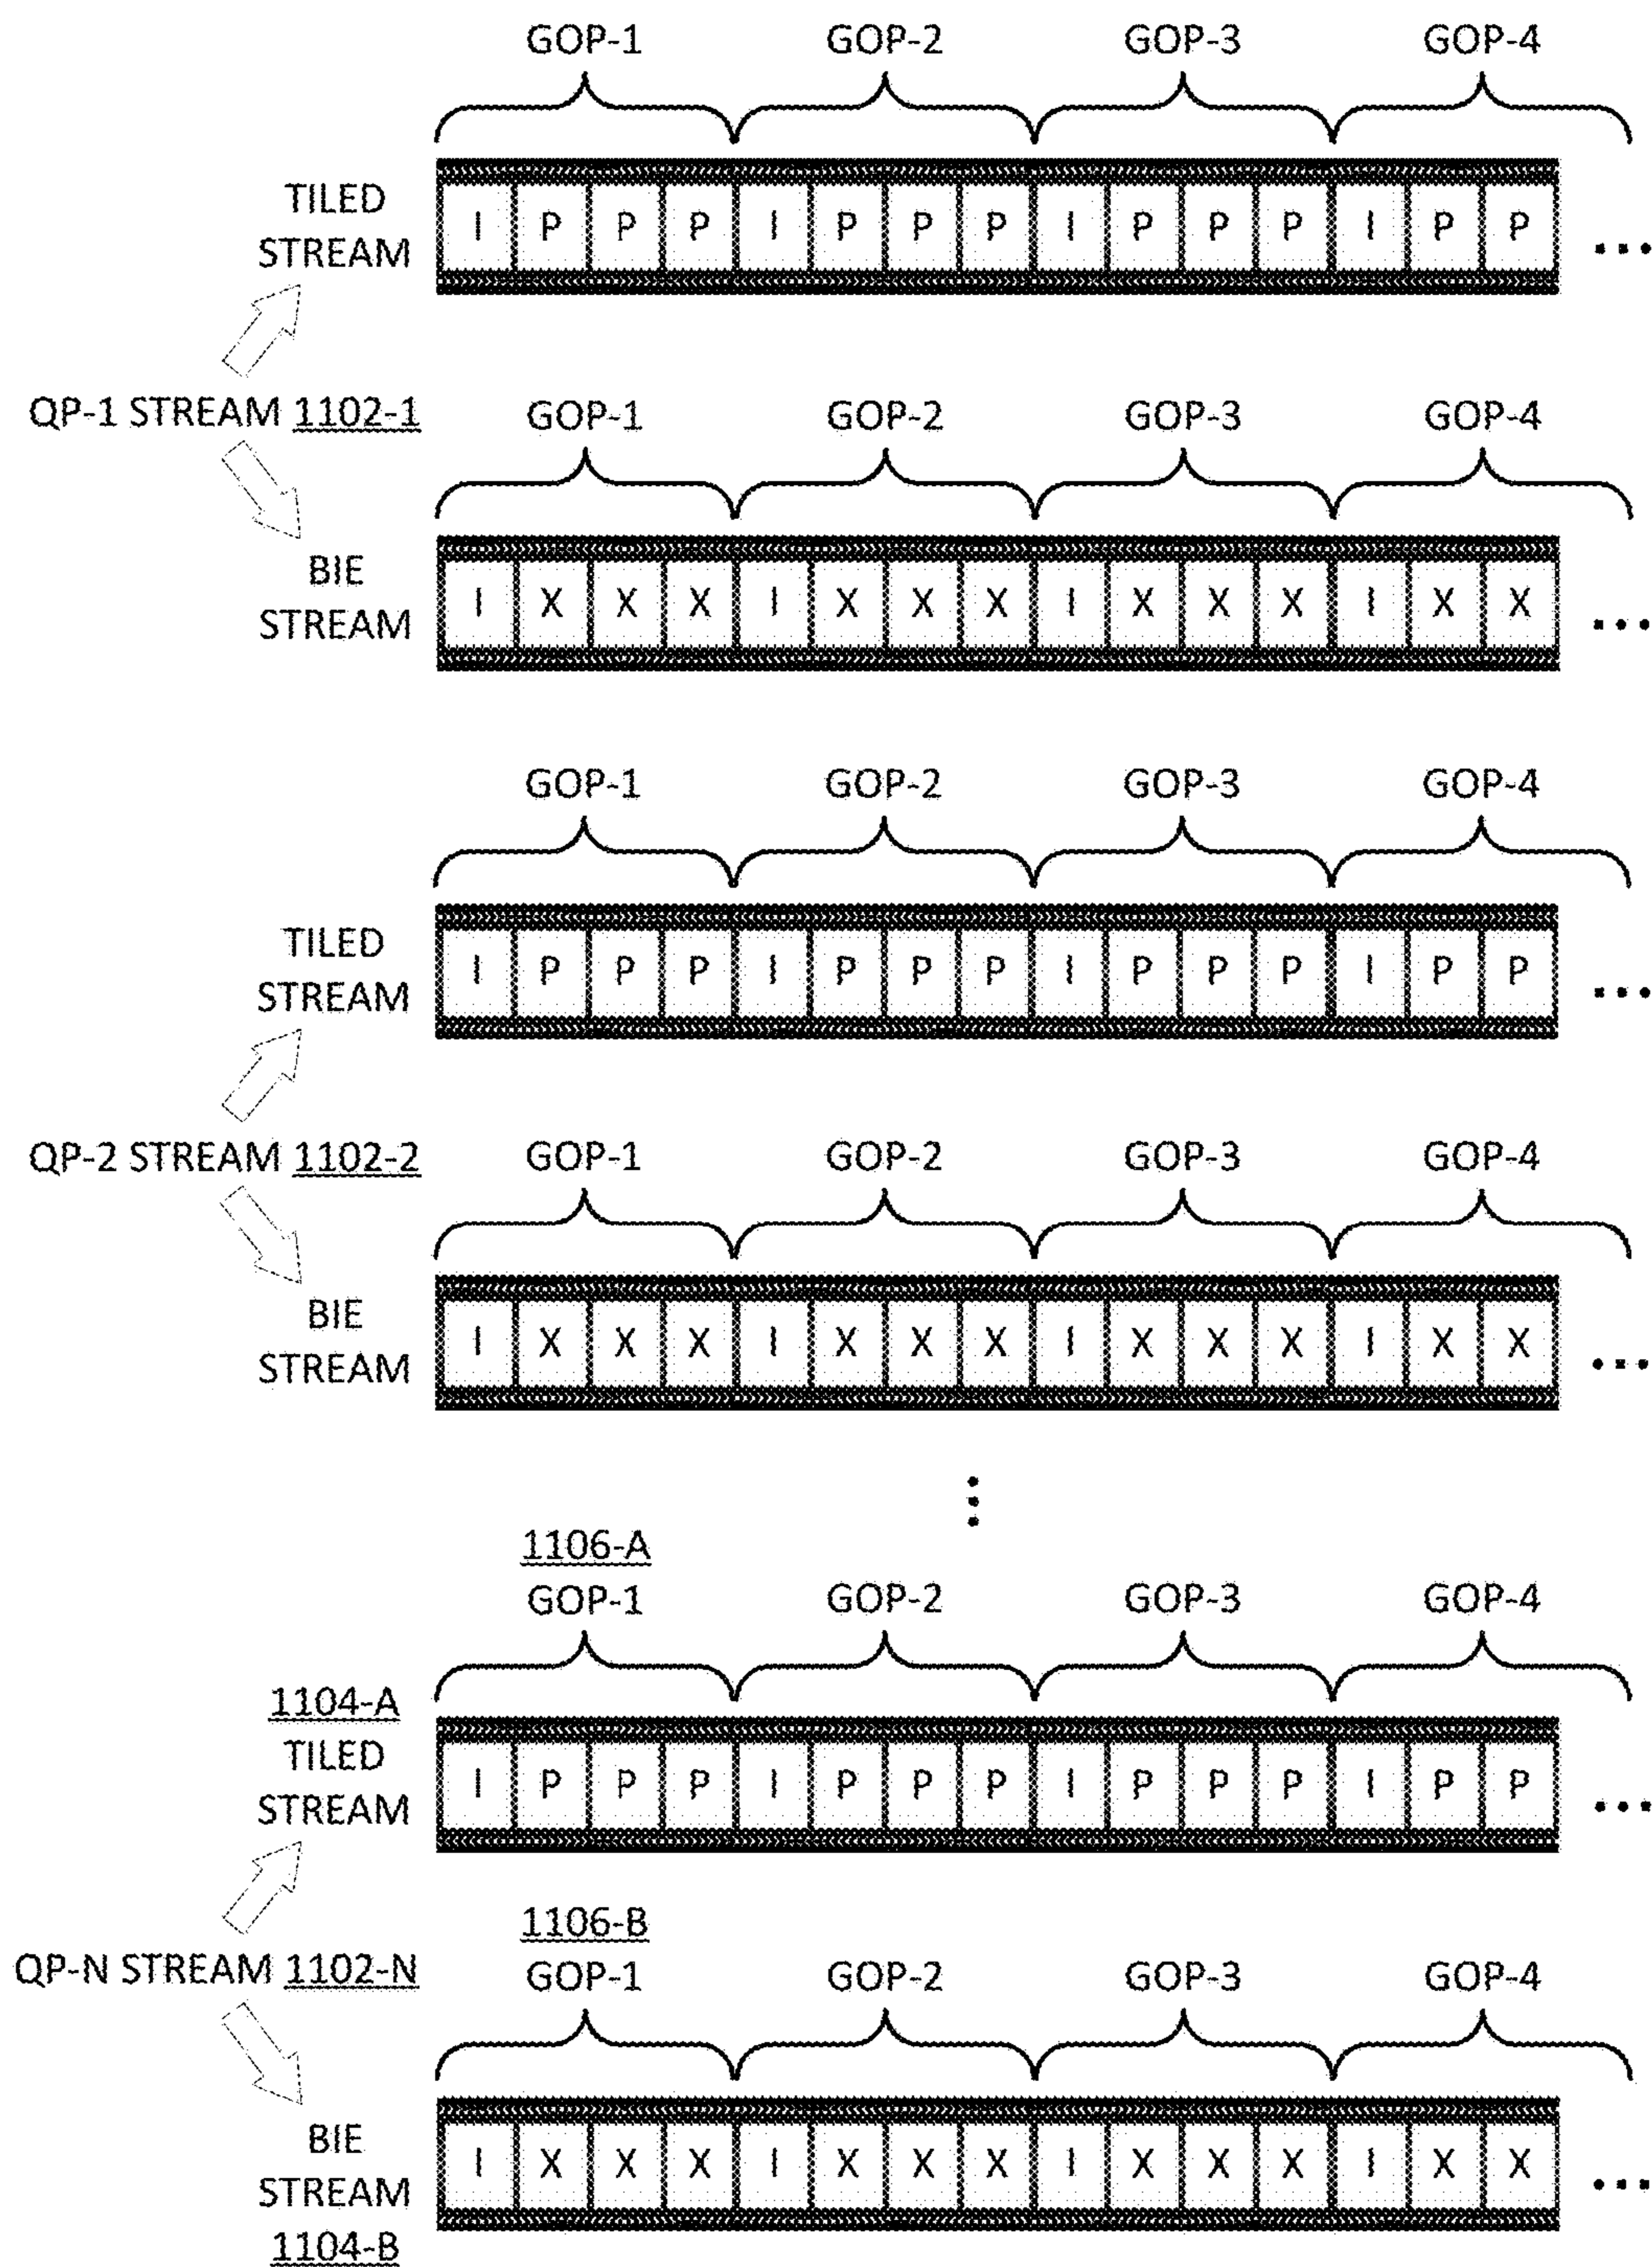 GOP-1 GOP-2 GOP-3 GOP-4
TILED
STREAM
I P P P I P P P I P P P I P P ...
QP-1 STREAM 1102-1
GOP-1 GOP-2 GOP-3 GOP-4
BIE
STREAM
I X X X I X X X I X X X I X X ...
GOP-1 GOP-2 GOP-3 GOP-4
TILED
STREAM
I P P P I P P P I P P P I P P ...
QP-2 STREAM 1102-2
GOP-1 GOP-2 GOP-3 GOP-4
BIE
STREAM
I X X X I X X X I X X X I X X ...
1106-A
GOP-1 GOP-2 GOP-3 GOP-4
1104-A
TILED
STREAM
I P P P I P P P I P P P I P P ...
1106-B
QP-N STREAM 1102-N
GOP-1 GOP-2 GOP-3 GOP-4
BIE
STREAM
1104-B
I X X X I X X X I X X X I X X ...